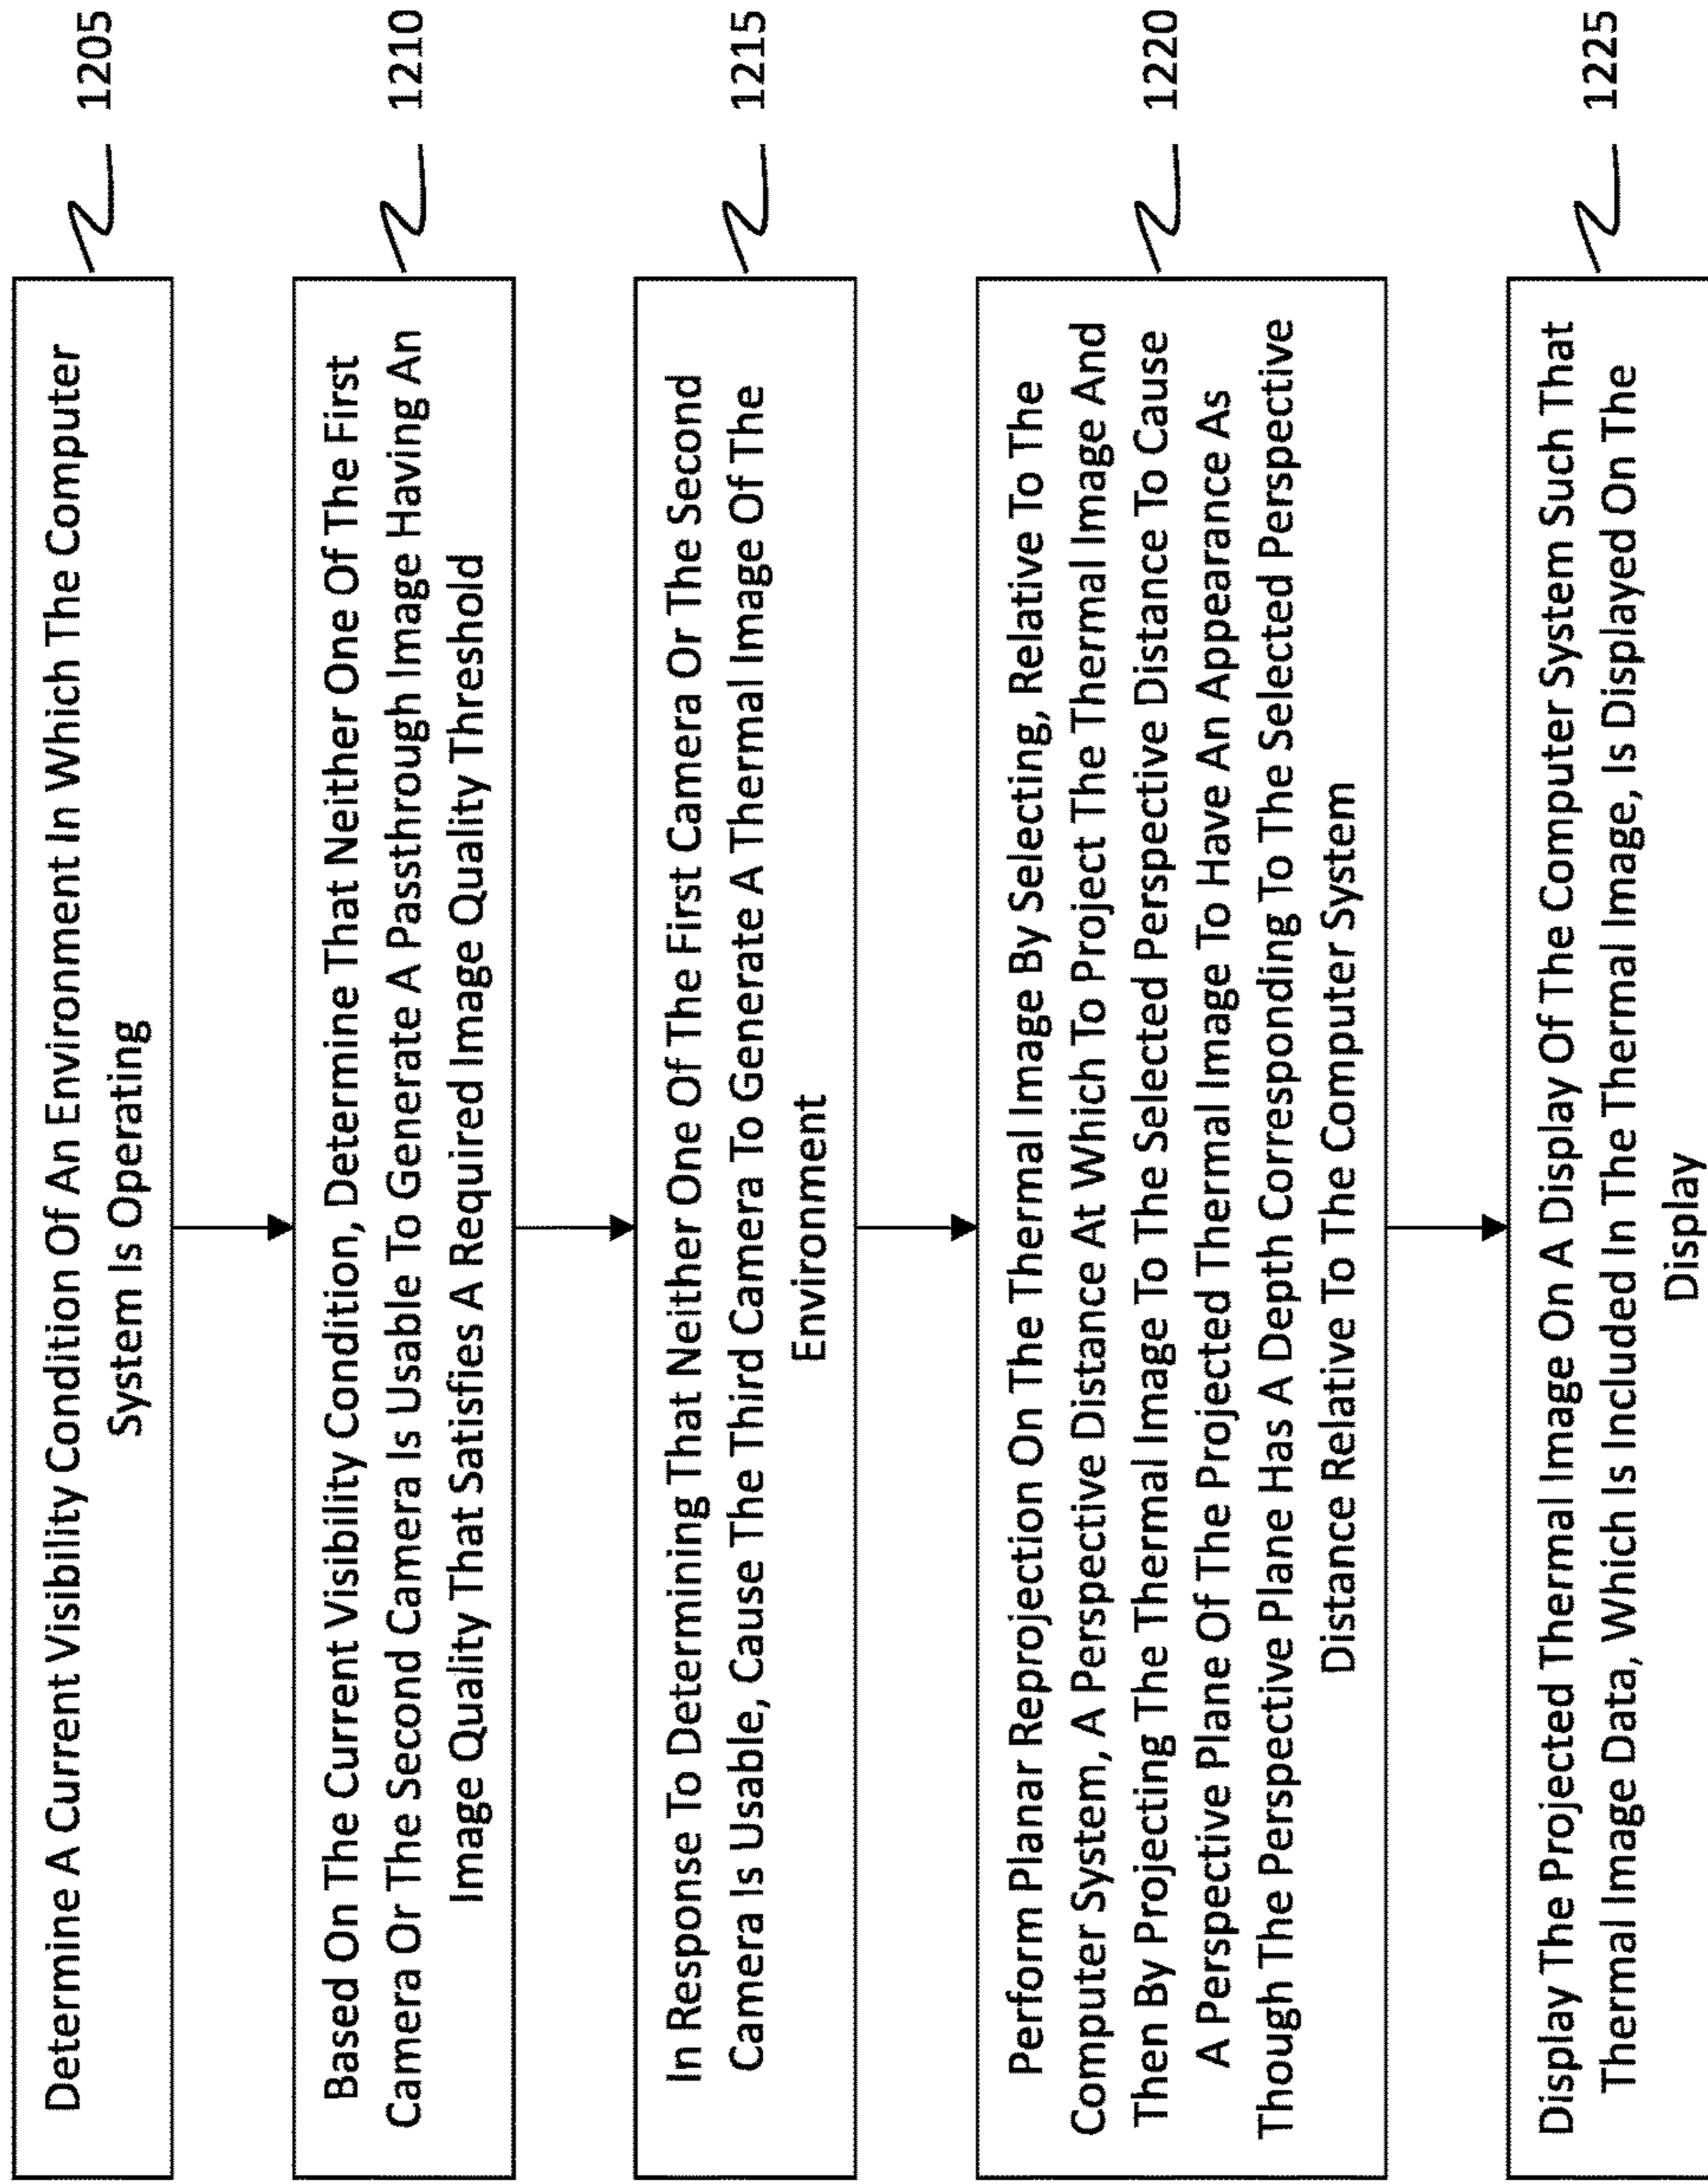 Determine A Current Visibility Condition Of An Environment In Which The Computer
System Is Operating
1205
Based On The Current Visibility Condition, Determine That Neither One Of The First
Camera Or The Second Camera Is Usable To Generate A Passthrough Image Having An
Image Quality That Satisfies A Required Image Quality Threshold
1210
In Response To Determining That Neither One Of The First Camera Or The Second
Camera Is Usable, Cause The Third Camera To Generate A Thermal Image Of The
Environment
1215
Perform Planar Reprojection On The Thermal Image By Selecting, Relative To The
Computer System, A Perspective Distance At Which To Project The Thermal Image And
Then By Projecting The Thermal Image To The Selected Perspective Distance To Cause
A Perspective Plane Of The Projected Thermal Image To Have An Appearance As
Though The Perspective Plane Has A Depth Corresponding To The Selected Perspective
Distance Relative To The Computer System
1220
Display The Projected Thermal Image On A Display Of The Computer System Such That
Thermal Image Data, Which Is Included In The Thermal Image, Is Displayed On The
Display
1225